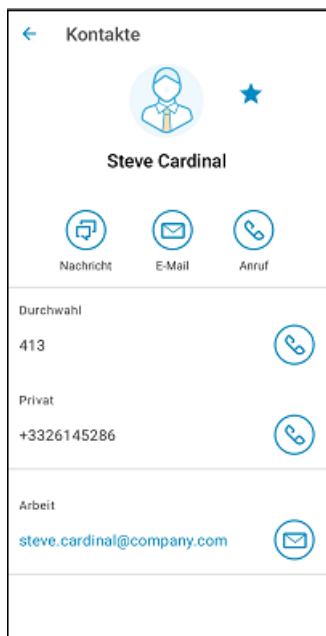 Kontakte
Steve Cardinal
Nachricht E-Mail Anruf
Durchwahl
413
Privat
+3326145286
Arbeit
steve.cardinal@company.com